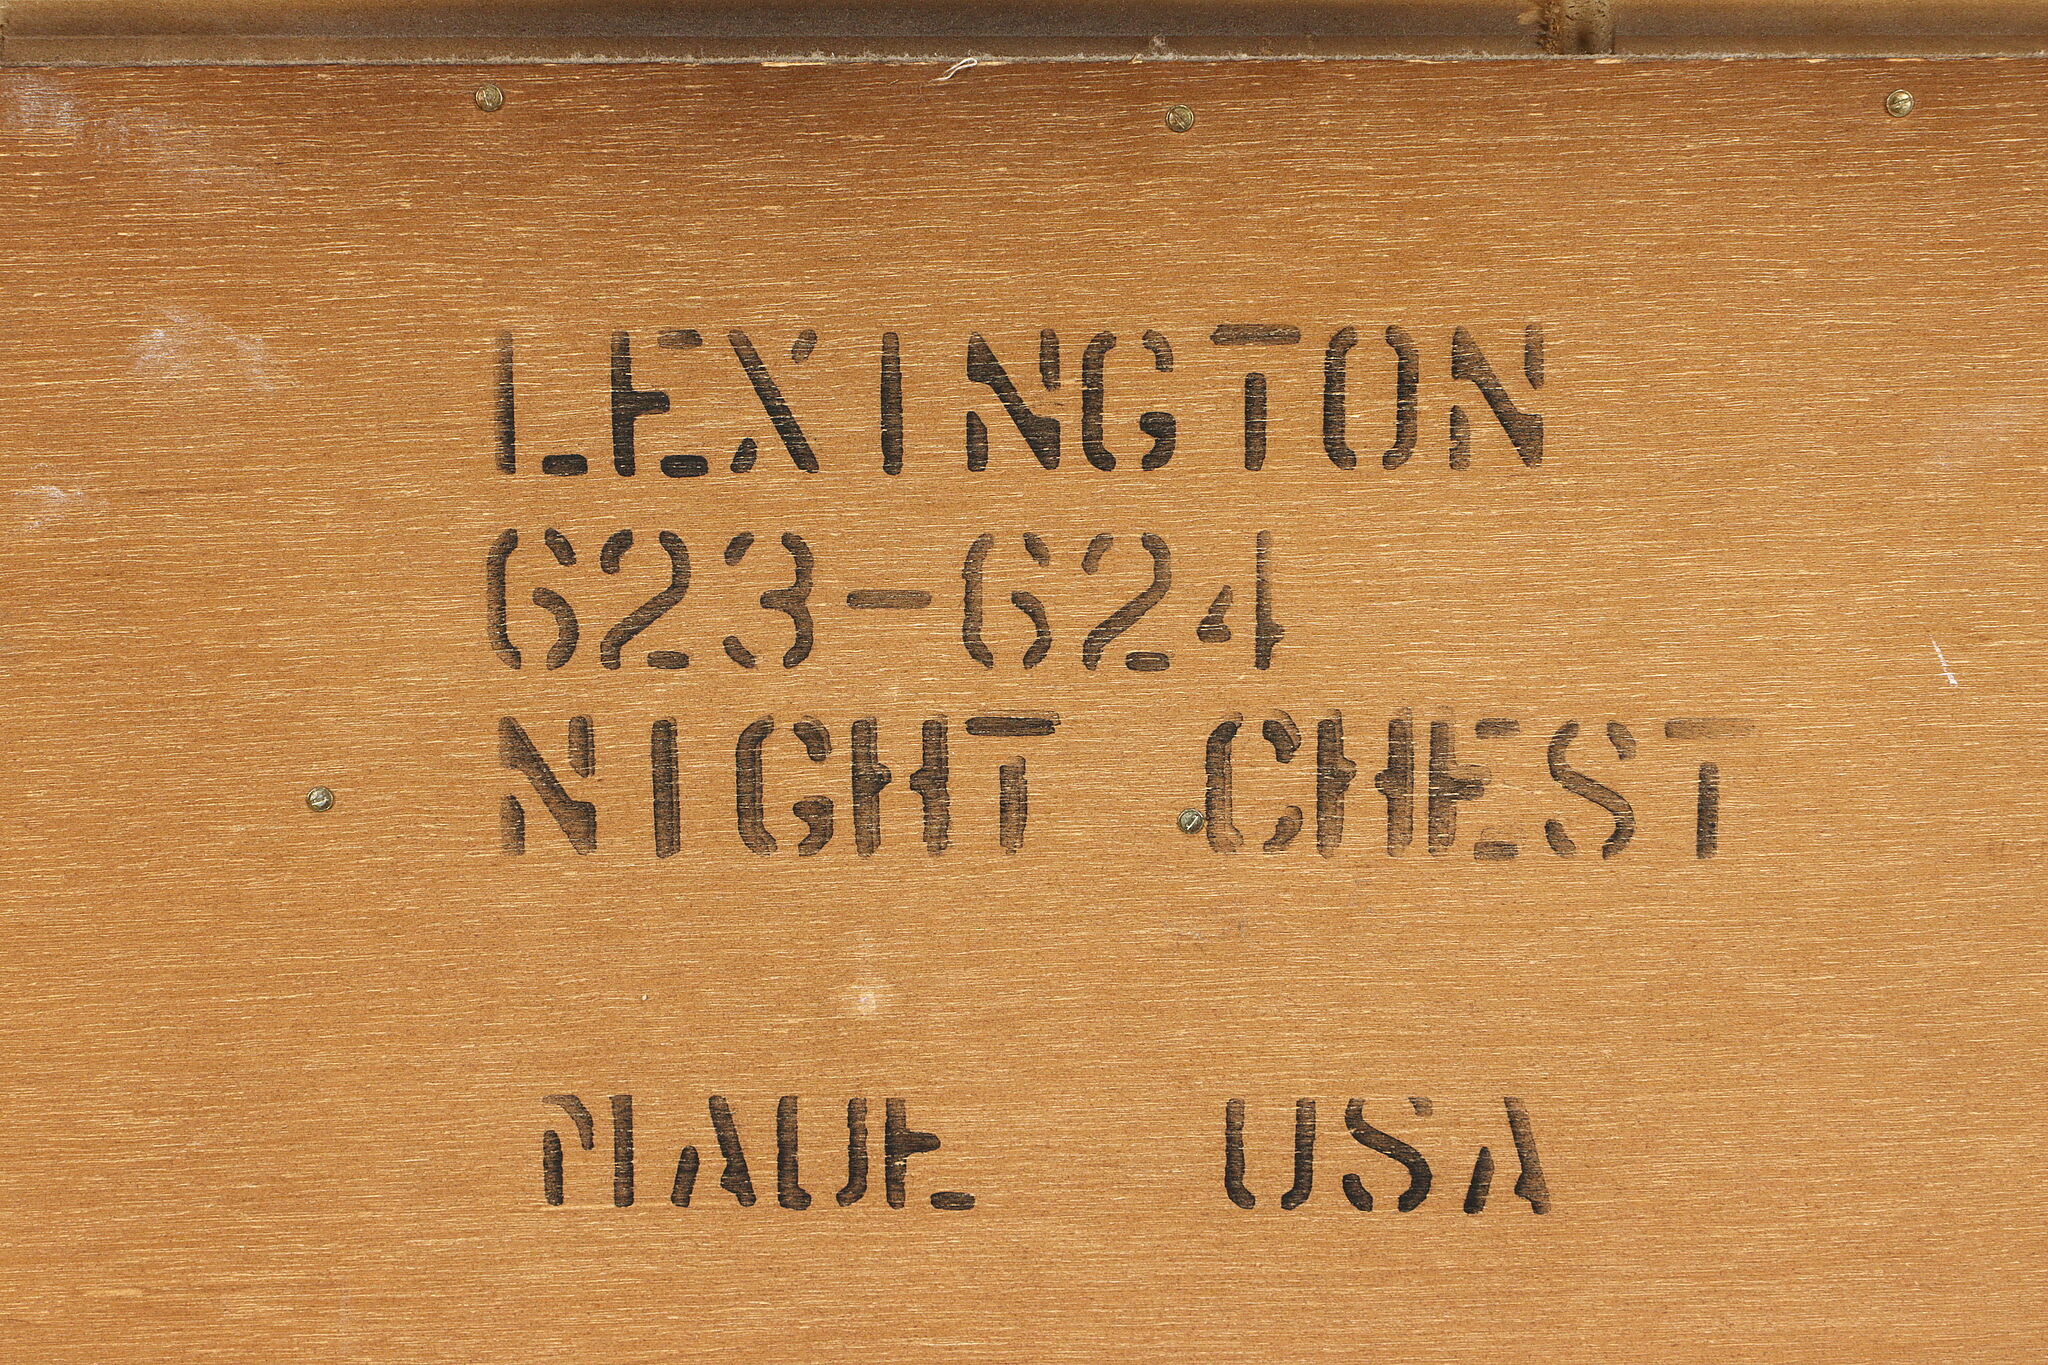 LEXINGTON
623-624
NIGHT CHEST
MADE USA